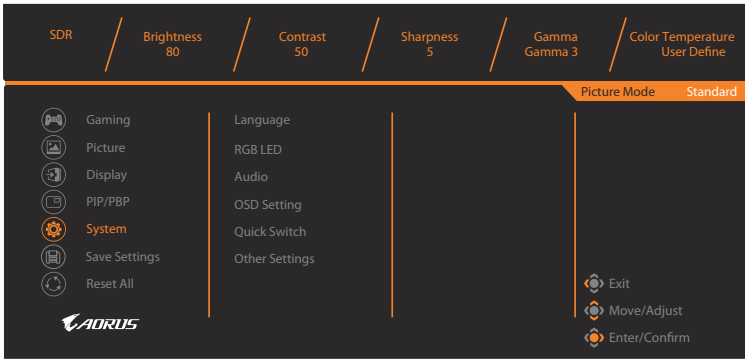 SDR
Brightness
80
Contrast
50
Sharpness
5
Gamma
Gamma 3
Color Temperature
User Define
Picture Mode Standard
Gaming
Picture
Display
PIP/PBP
System
Save Settings
Reset All
Language
RGB LED
Audio
OSD Setting
Quick Switch
Other Settings
Exit
Move/Adjust
Enter/Confirm
AORUS